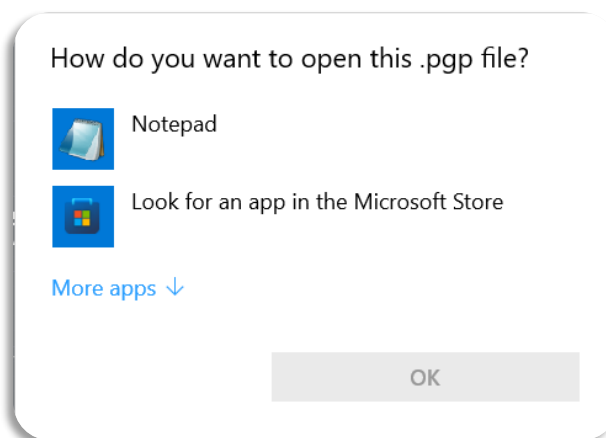 How do you want to open this .pgp file?
Notepad
Look for an app in the Microsoft Store
More apps ↓
OK